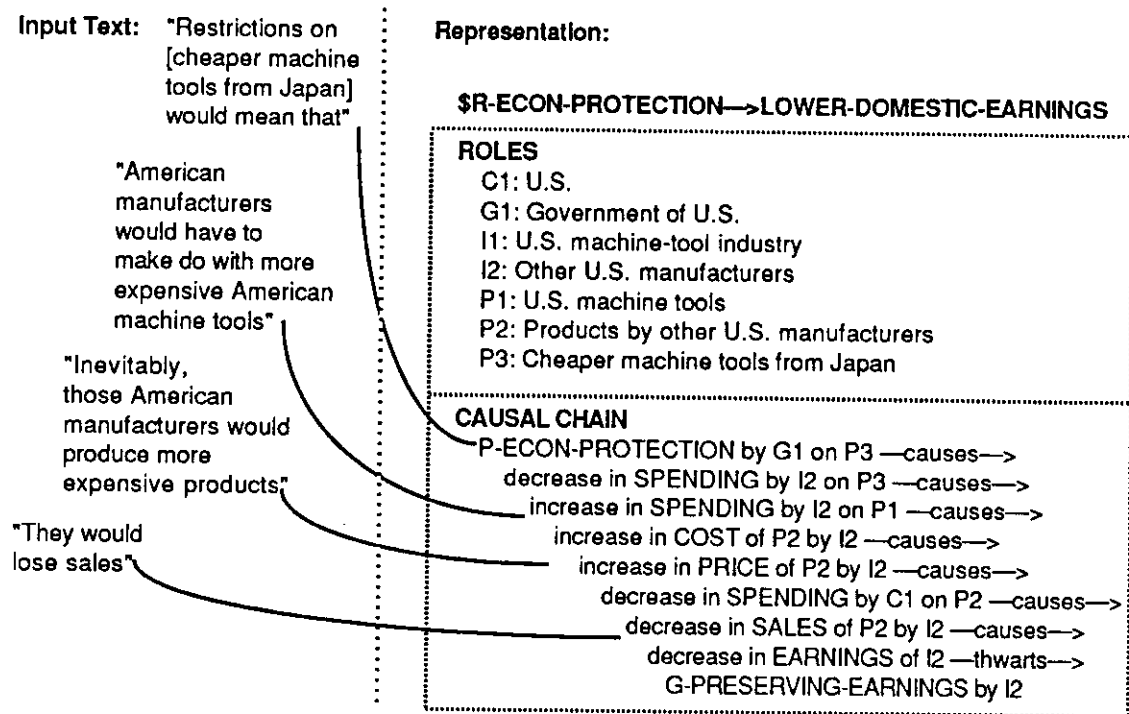 Input Text:
"Restrictions on
[cheaper machine
tools from Japan]
would mean that"
"American
manufacturers
would have to
make do with more
expensive American
machine tools"
"Inevitably,
those American
manufacturers would
produce more
expensive products"
"They would
lose sales"
Representation:
$R-ECON-PROTECTION—>LOWER-DOMESTIC-EARNINGS
ROLES
C1: U.S.
G1: Government of U.S.
I1: U.S. machine-tool industry
I2: Other U.S. manufacturers
P1: U.S. machine tools
P2: Products by other U.S. manufacturers
P3: Cheaper machine tools from Japan
CAUSAL CHAIN
P-ECON-PROTECTION by G1 on P3 —causes—>
decrease in SPENDING by I2 on P3 —causes—>
increase in SPENDING by I2 on P1 —causes—>
increase in COST of P2 by I2 —causes—>
increase in PRICE of P2 by I2 —causes—>
decrease in SPENDING by C1 on P2 —causes—>
decrease in SALES of P2 by I2 —causes—>
decrease in EARNINGS of I2 —thwarts—>
G-PRESERVING-EARNINGS by I2